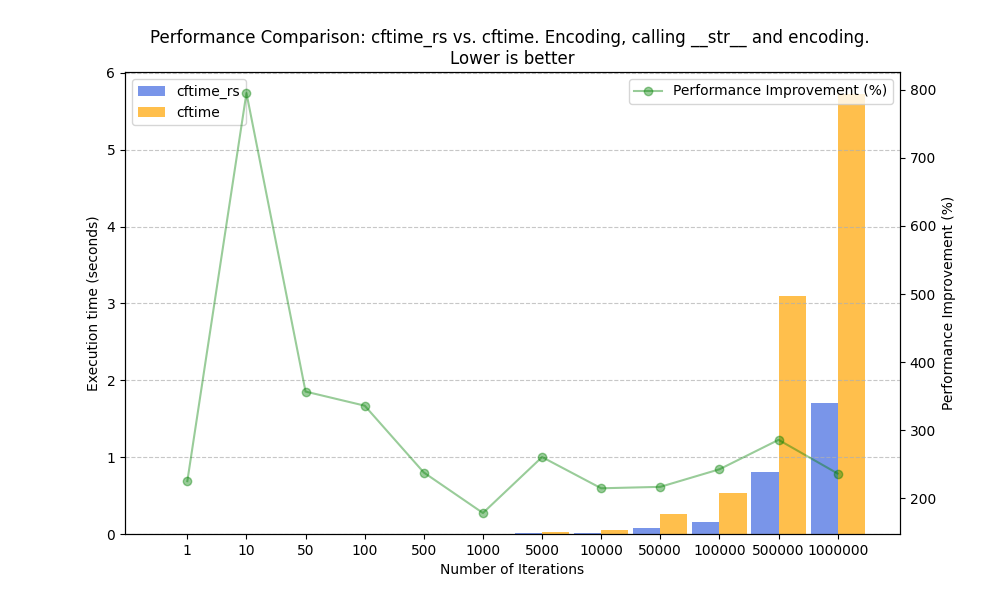 Performance Comparison: cftime_rs vs. cftime. Encoding, calling __str__ and encoding.
Lower is better
cftime_rs
cftime
Performance Improvement (%)
6
5
4
3
2
1
0
Execution time (seconds)
800
700
600
500
400
300
200
Performance Improvement (%)
1 10 50 100 500 1000 5000 10000 50000 100000 500000 1000000
Number of Iterations